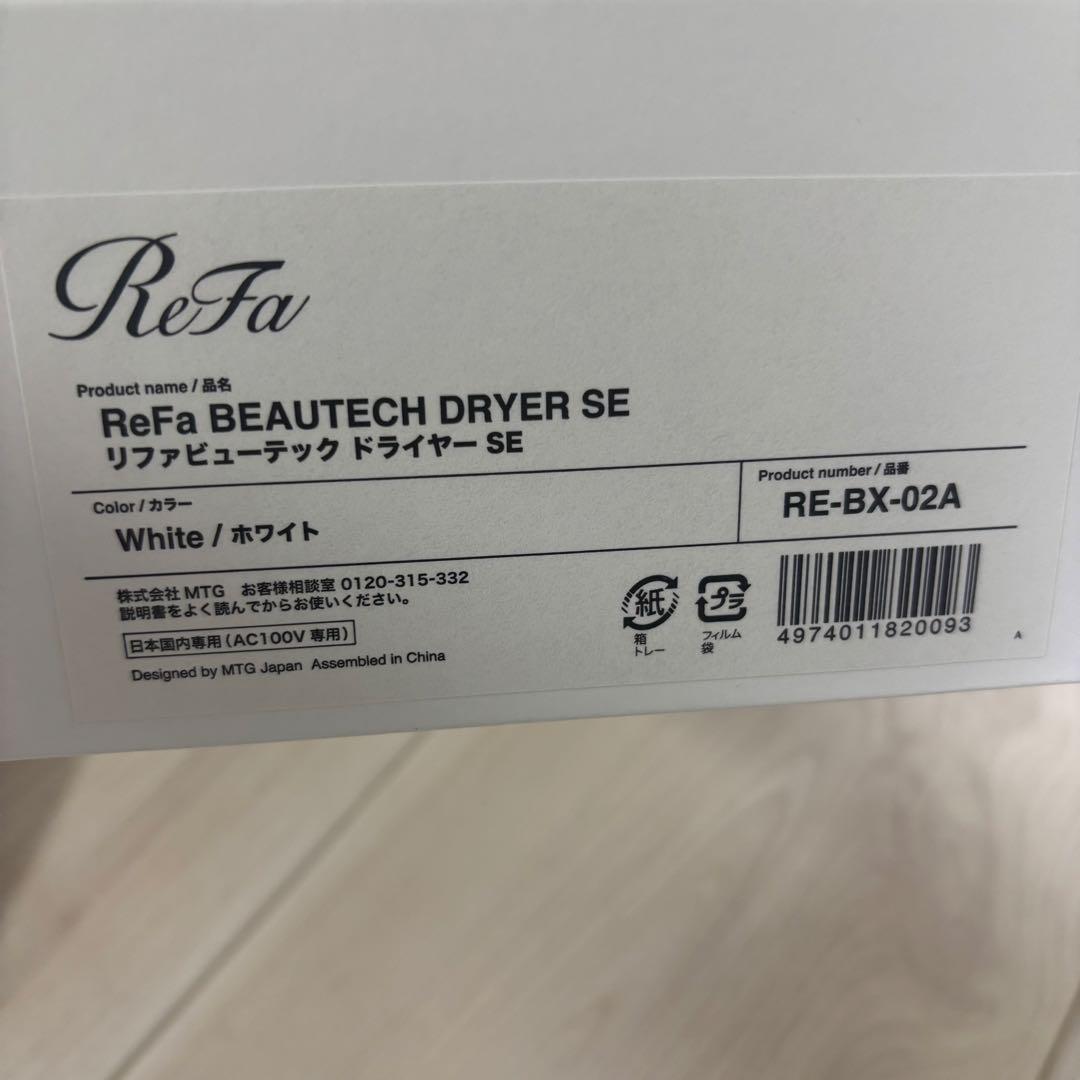 ReFa
Product name / 品名
ReFa BEAUTECH DRYER SE
リファビューテック ドライヤー SE
Color / カラー
White / ホワイト
Product number / 品番
RE-BX-02A
株式会社 MTG お客様相談室 0120-315-332
説明書をよく読んでからお使いください。
日本国内専用（AC100V 専用）
Designed by MTG Japan Assembled in China
紙
箱
トレー
プラ
フィルム
袋
4974011820093
A